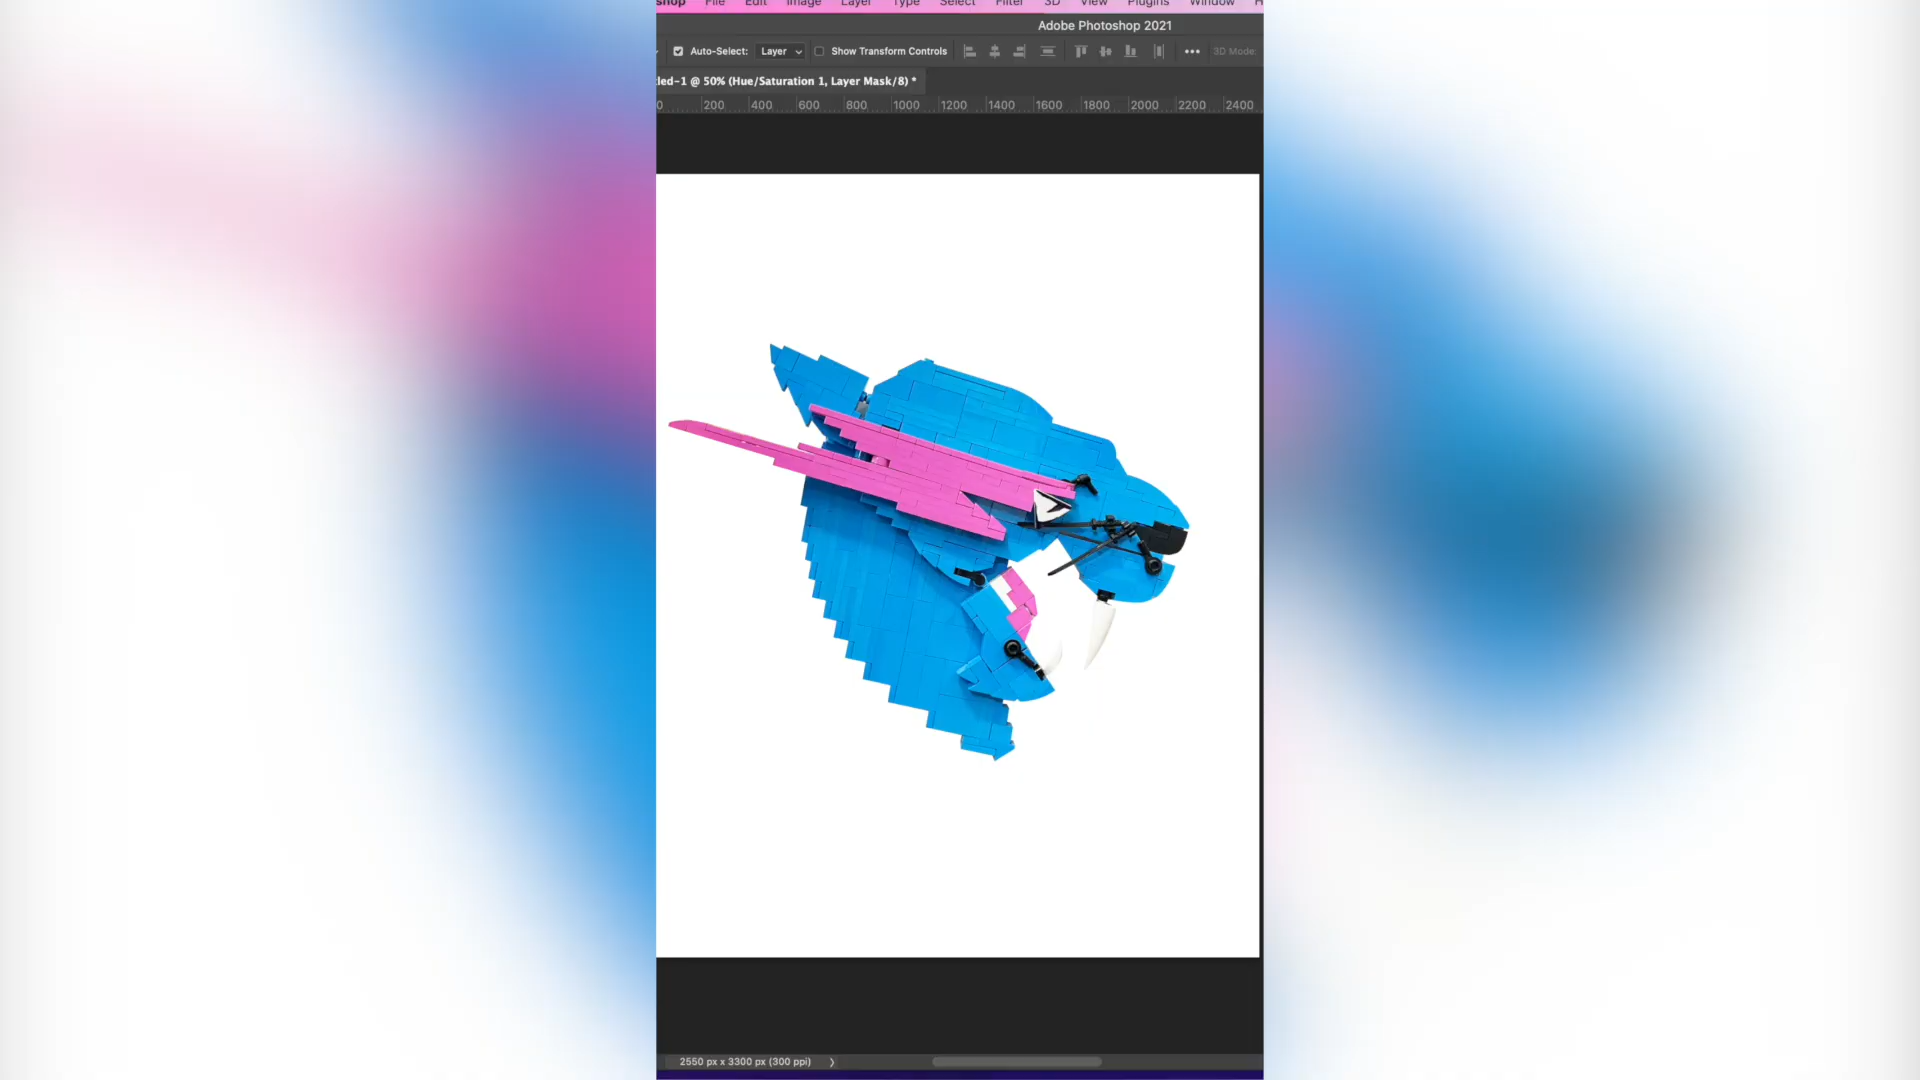 shop File Edit Image Layer Type Select Filter 3D View Plugins Window H
Adobe Photoshop 2021
Auto-Select: Layer Show Transform Controls ••• 3D Mode:
led-1 @ 50% (Hue/Saturation 1, Layer Mask/8) *
0 200 400 600 800 1000 1200 1400 1600 1800 2000 2200 2400
2550 px x 3300 px (300 ppi)